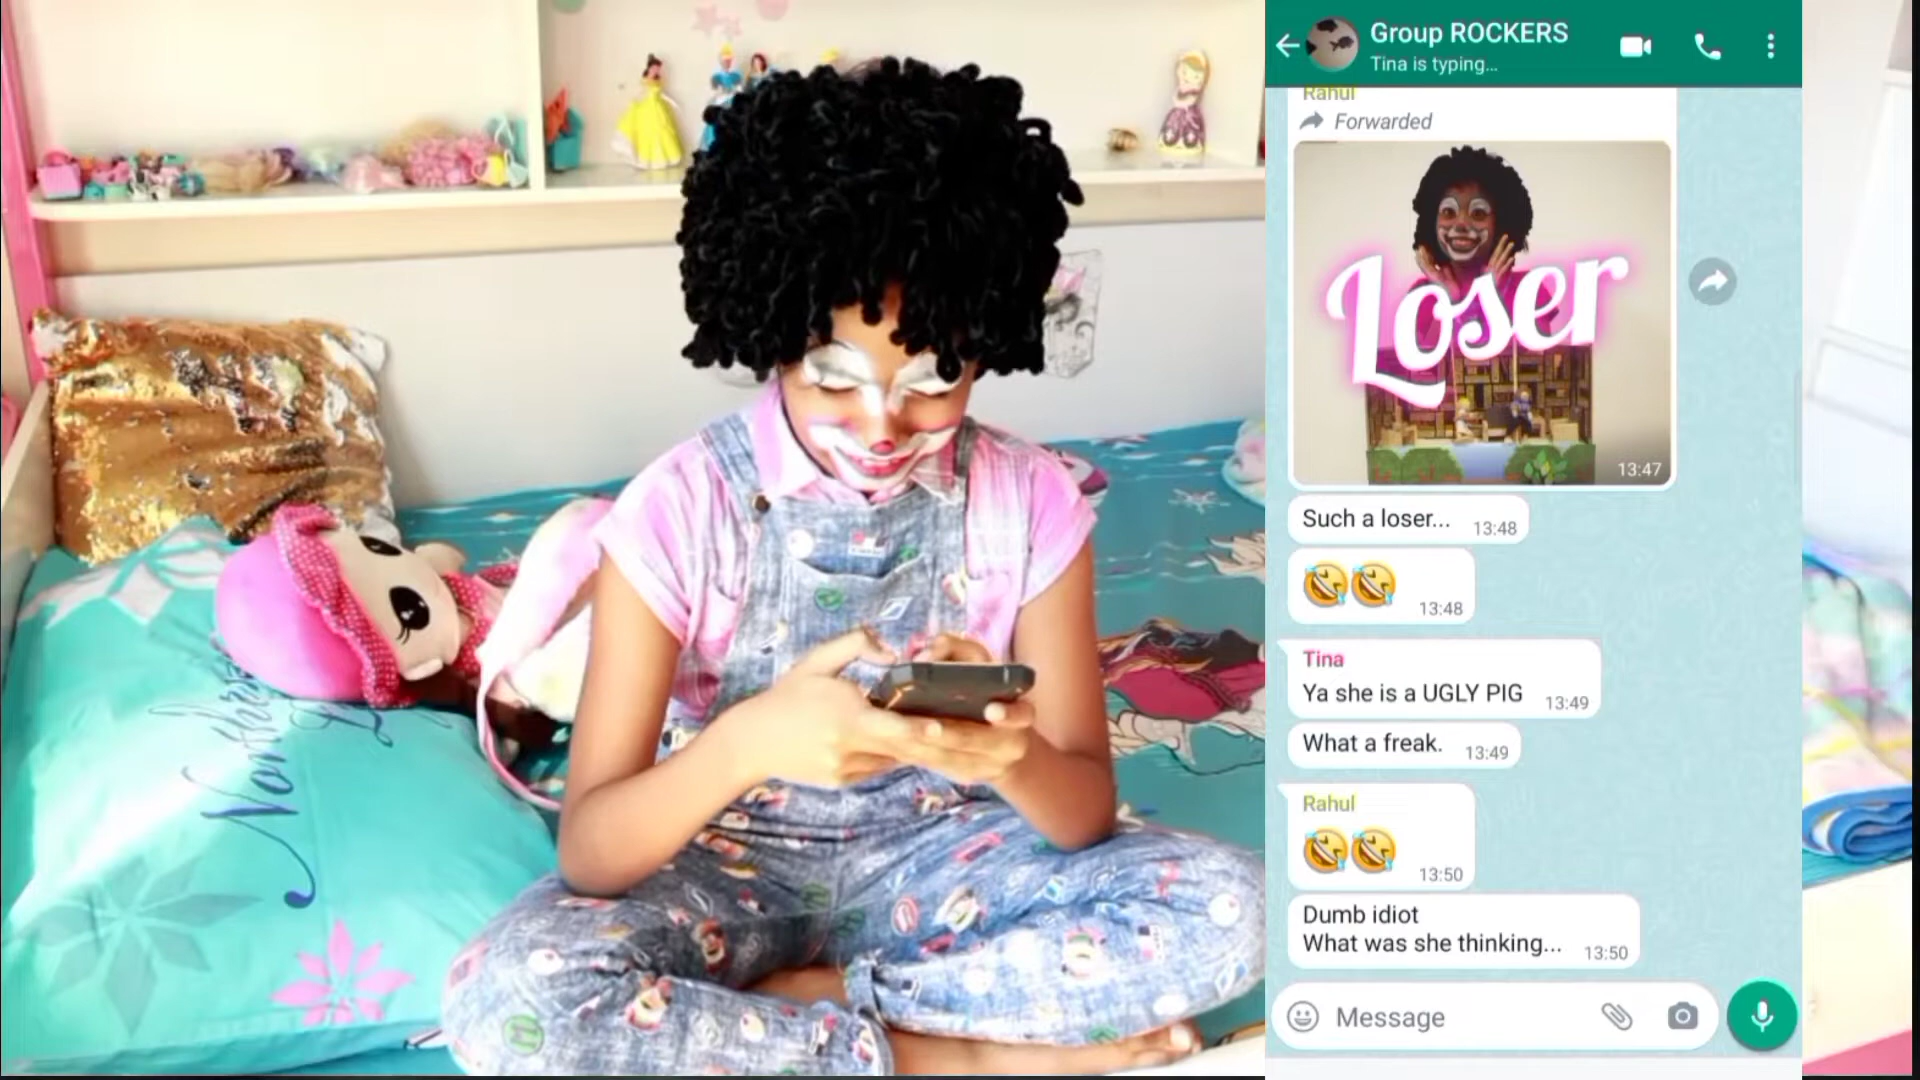 Group ROCKERS
Tina is typing...
Rahul
Forwarded
Loser
13:47
Such a loser... 13:48
13:48
Tina
Ya she is a UGLY PIG 13:49
What a freak. 13:49
Rahul
13:50
Dumb idiot
What was she thinking... 13:50
Message